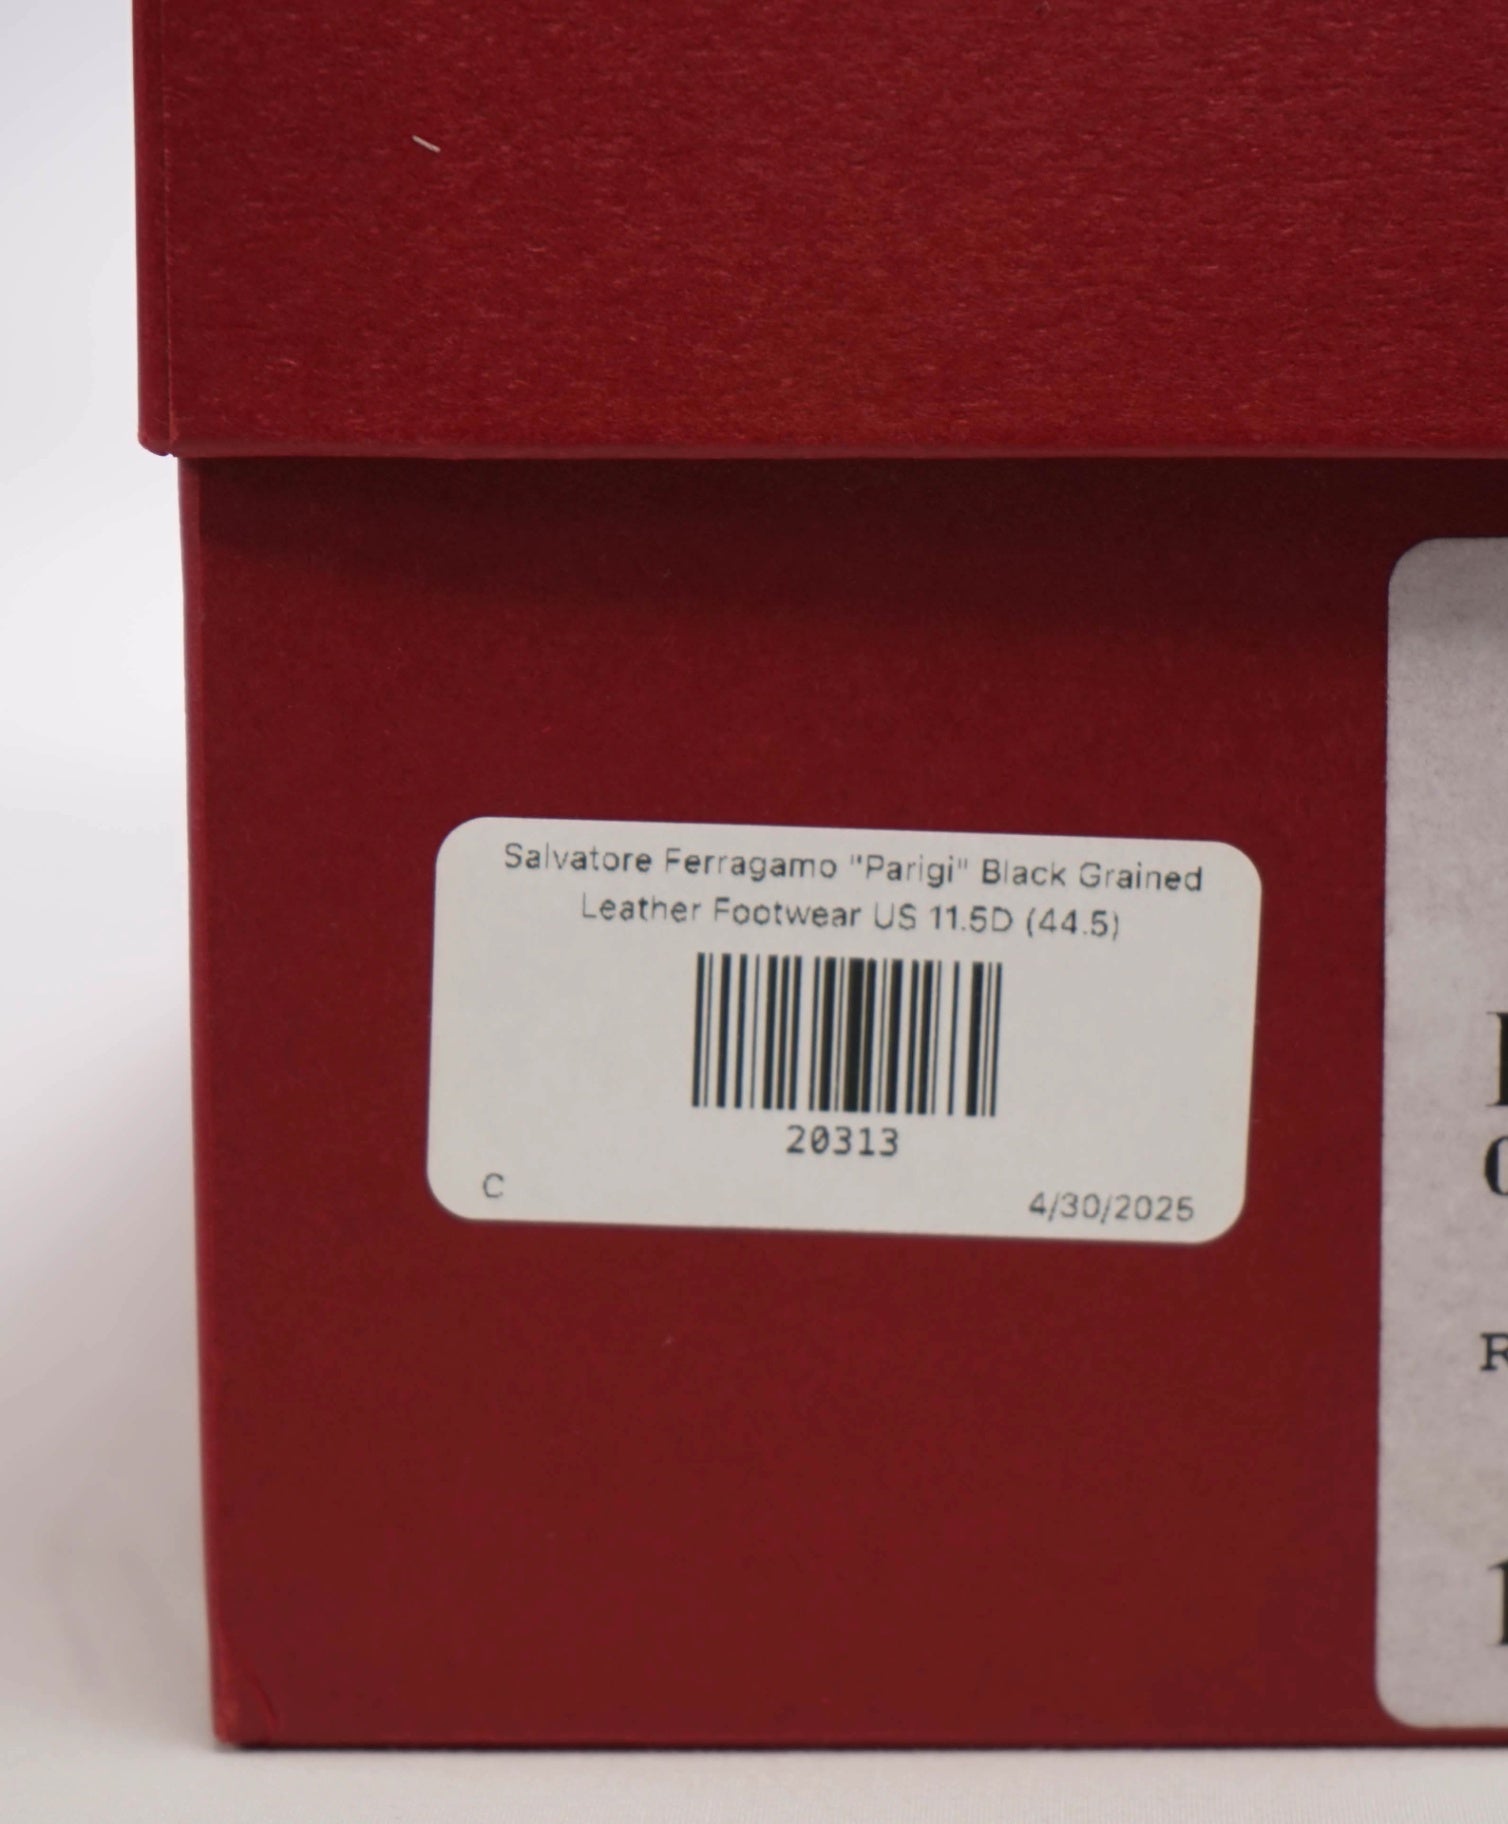 Salvatore Ferragamo "Parigi" Black Grained
Leather Footwear US 11.5D (44.5)
20313
C
4/30/2025
R